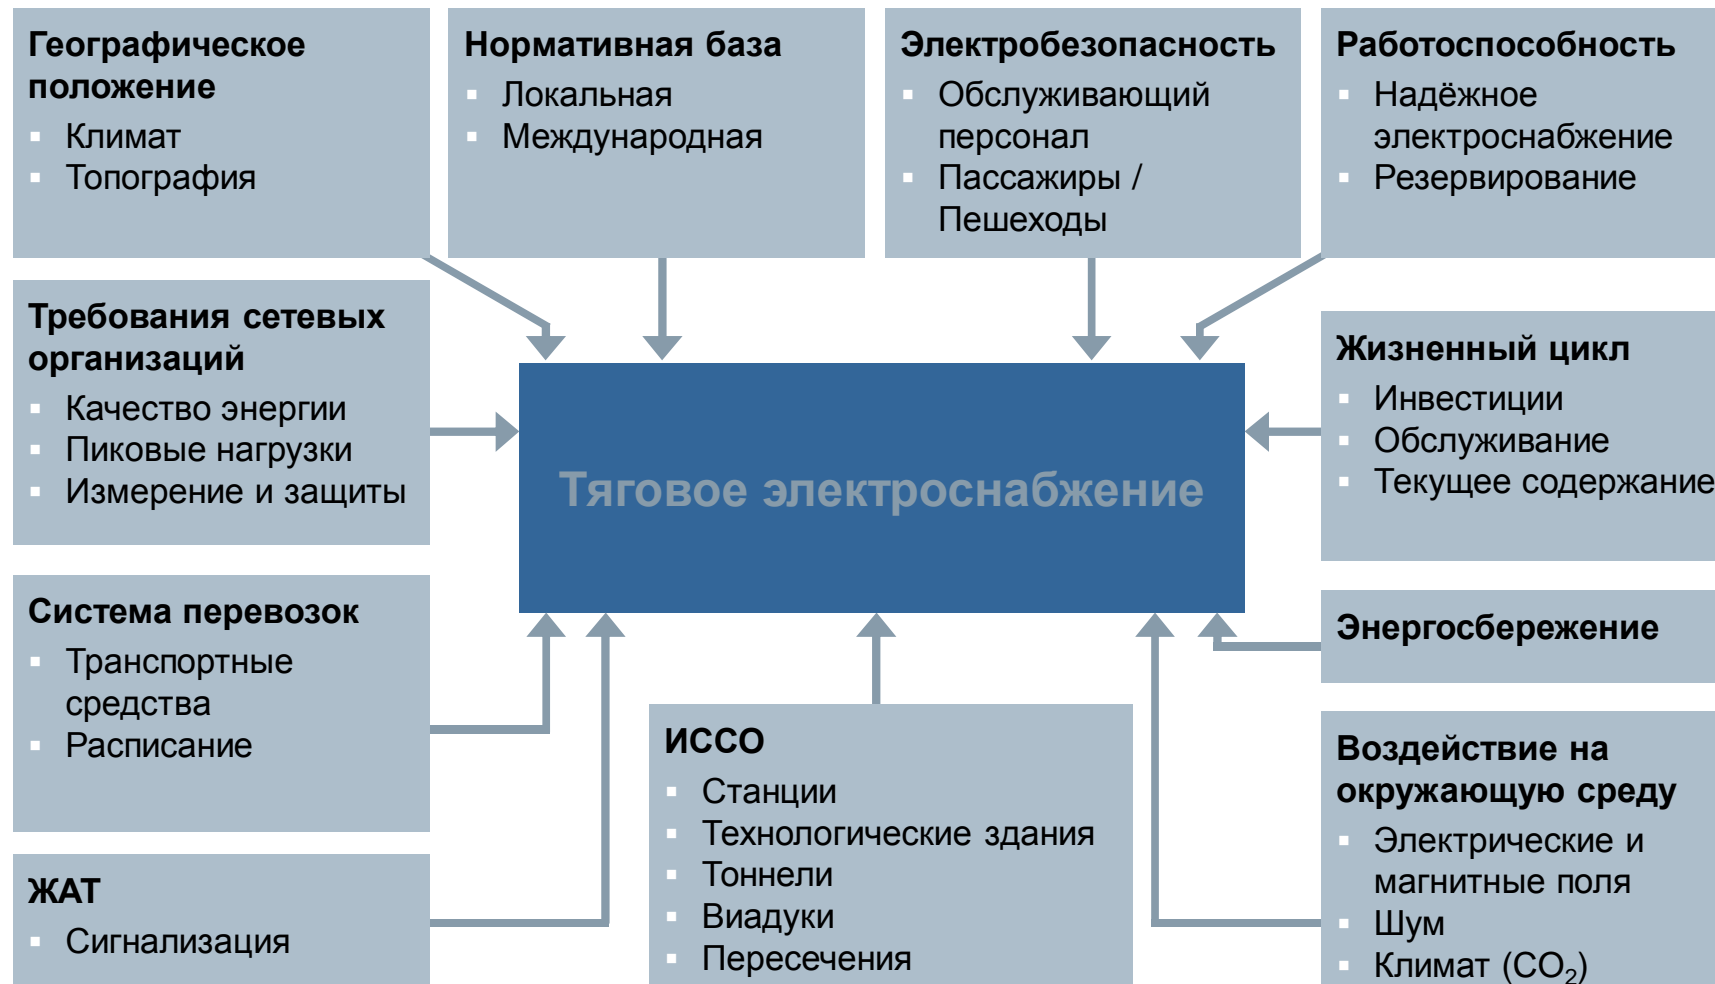 Географическое
положение
▪ Климат
▪ Топография
Нормативная база
▪ Локальная
▪ Международная
Электробезопасность
▪ Обслуживающий
персонал
▪ Пассажиры /
Пешеходы
Работоспособность
▪ Надёжное
электроснабжение
▪ Резервирование
Требования сетевых
организаций
▪ Качество энергии
▪ Пиковые нагрузки
▪ Измерение и защиты
Тяговое электроснабжение
Жизненный цикл
▪ Инвестиции
▪ Обслуживание
▪ Текущее содержание
Система перевозок
▪ Транспортные
средства
▪ Расписание
Энергосбережение
ЖАТ
▪ Сигнализация
ИССО
▪ Станции
▪ Технологические здания
▪ Тоннели
▪ Виадуки
▪ Пересечения
Воздействие на
окружающую среду
▪ Электрические и
магнитные поля
▪ Шум
▪ Климат (CO₂)